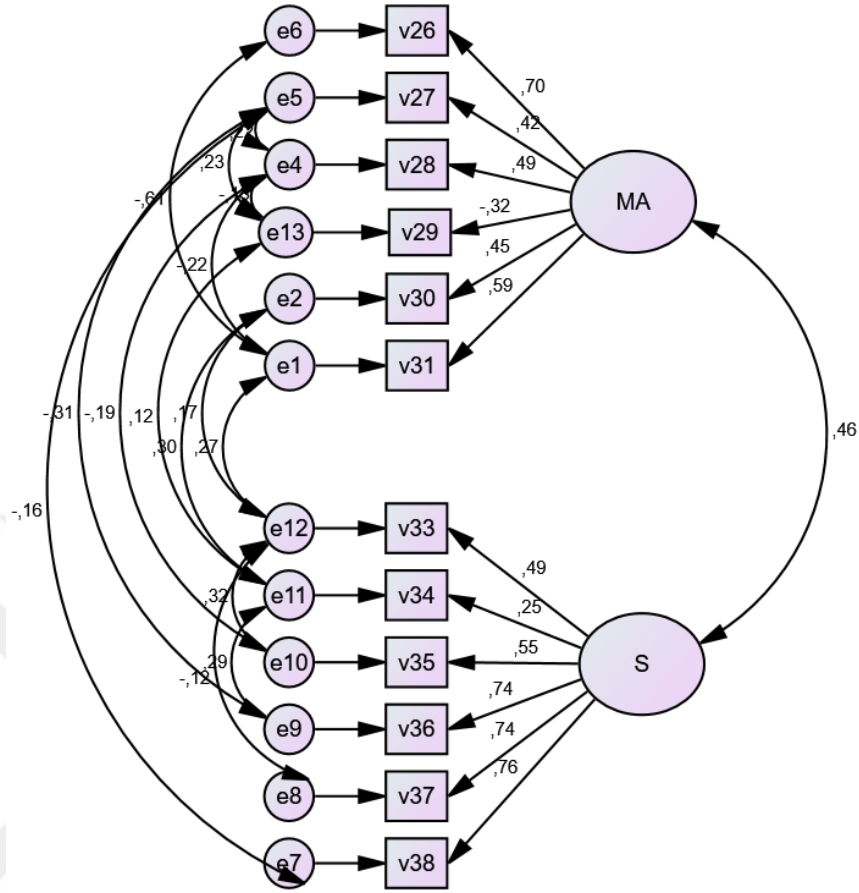 e6 v26
,70
e5 v27
,42
e4 v28
,23 ,49
-,61
e13 v29
-,32
MA
-,22
,45
e2 v30
,59
e1 v31
-,31 -,19 ,12 ,17
,30 ,27
,46
-,16
e12 v33
,49
e11 v34
,32 ,25
e10 v35
,55
S
,29
-,12
,74
e9 v36
,74
e8 v37
,76
e7 v38